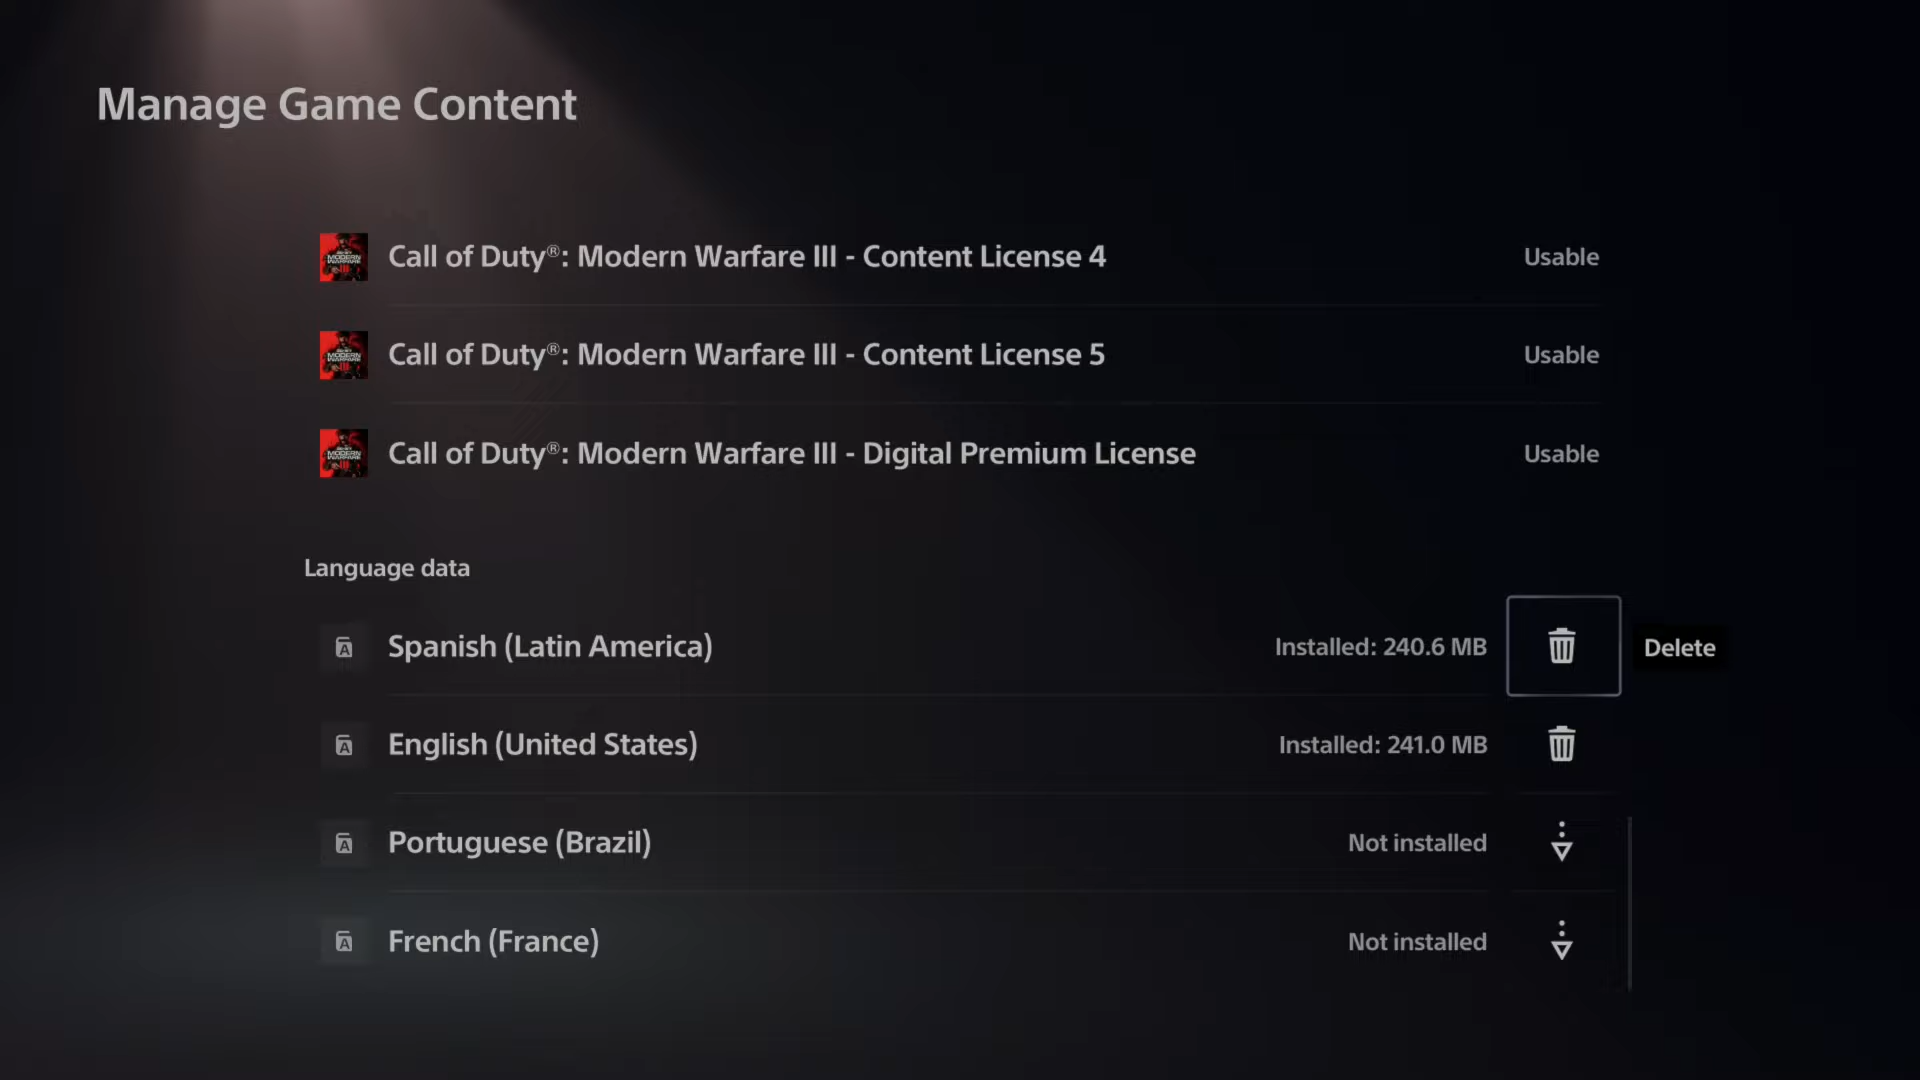 Manage Game Content
Call of Duty®: Modern Warfare III - Content License 4 Usable
Call of Duty®: Modern Warfare III - Content License 5 Usable
Call of Duty®: Modern Warfare III - Digital Premium License Usable
Language data
Spanish (Latin America) Installed: 240.6 MB Delete
English (United States) Installed: 241.0 MB
Portuguese (Brazil) Not installed
French (France) Not installed